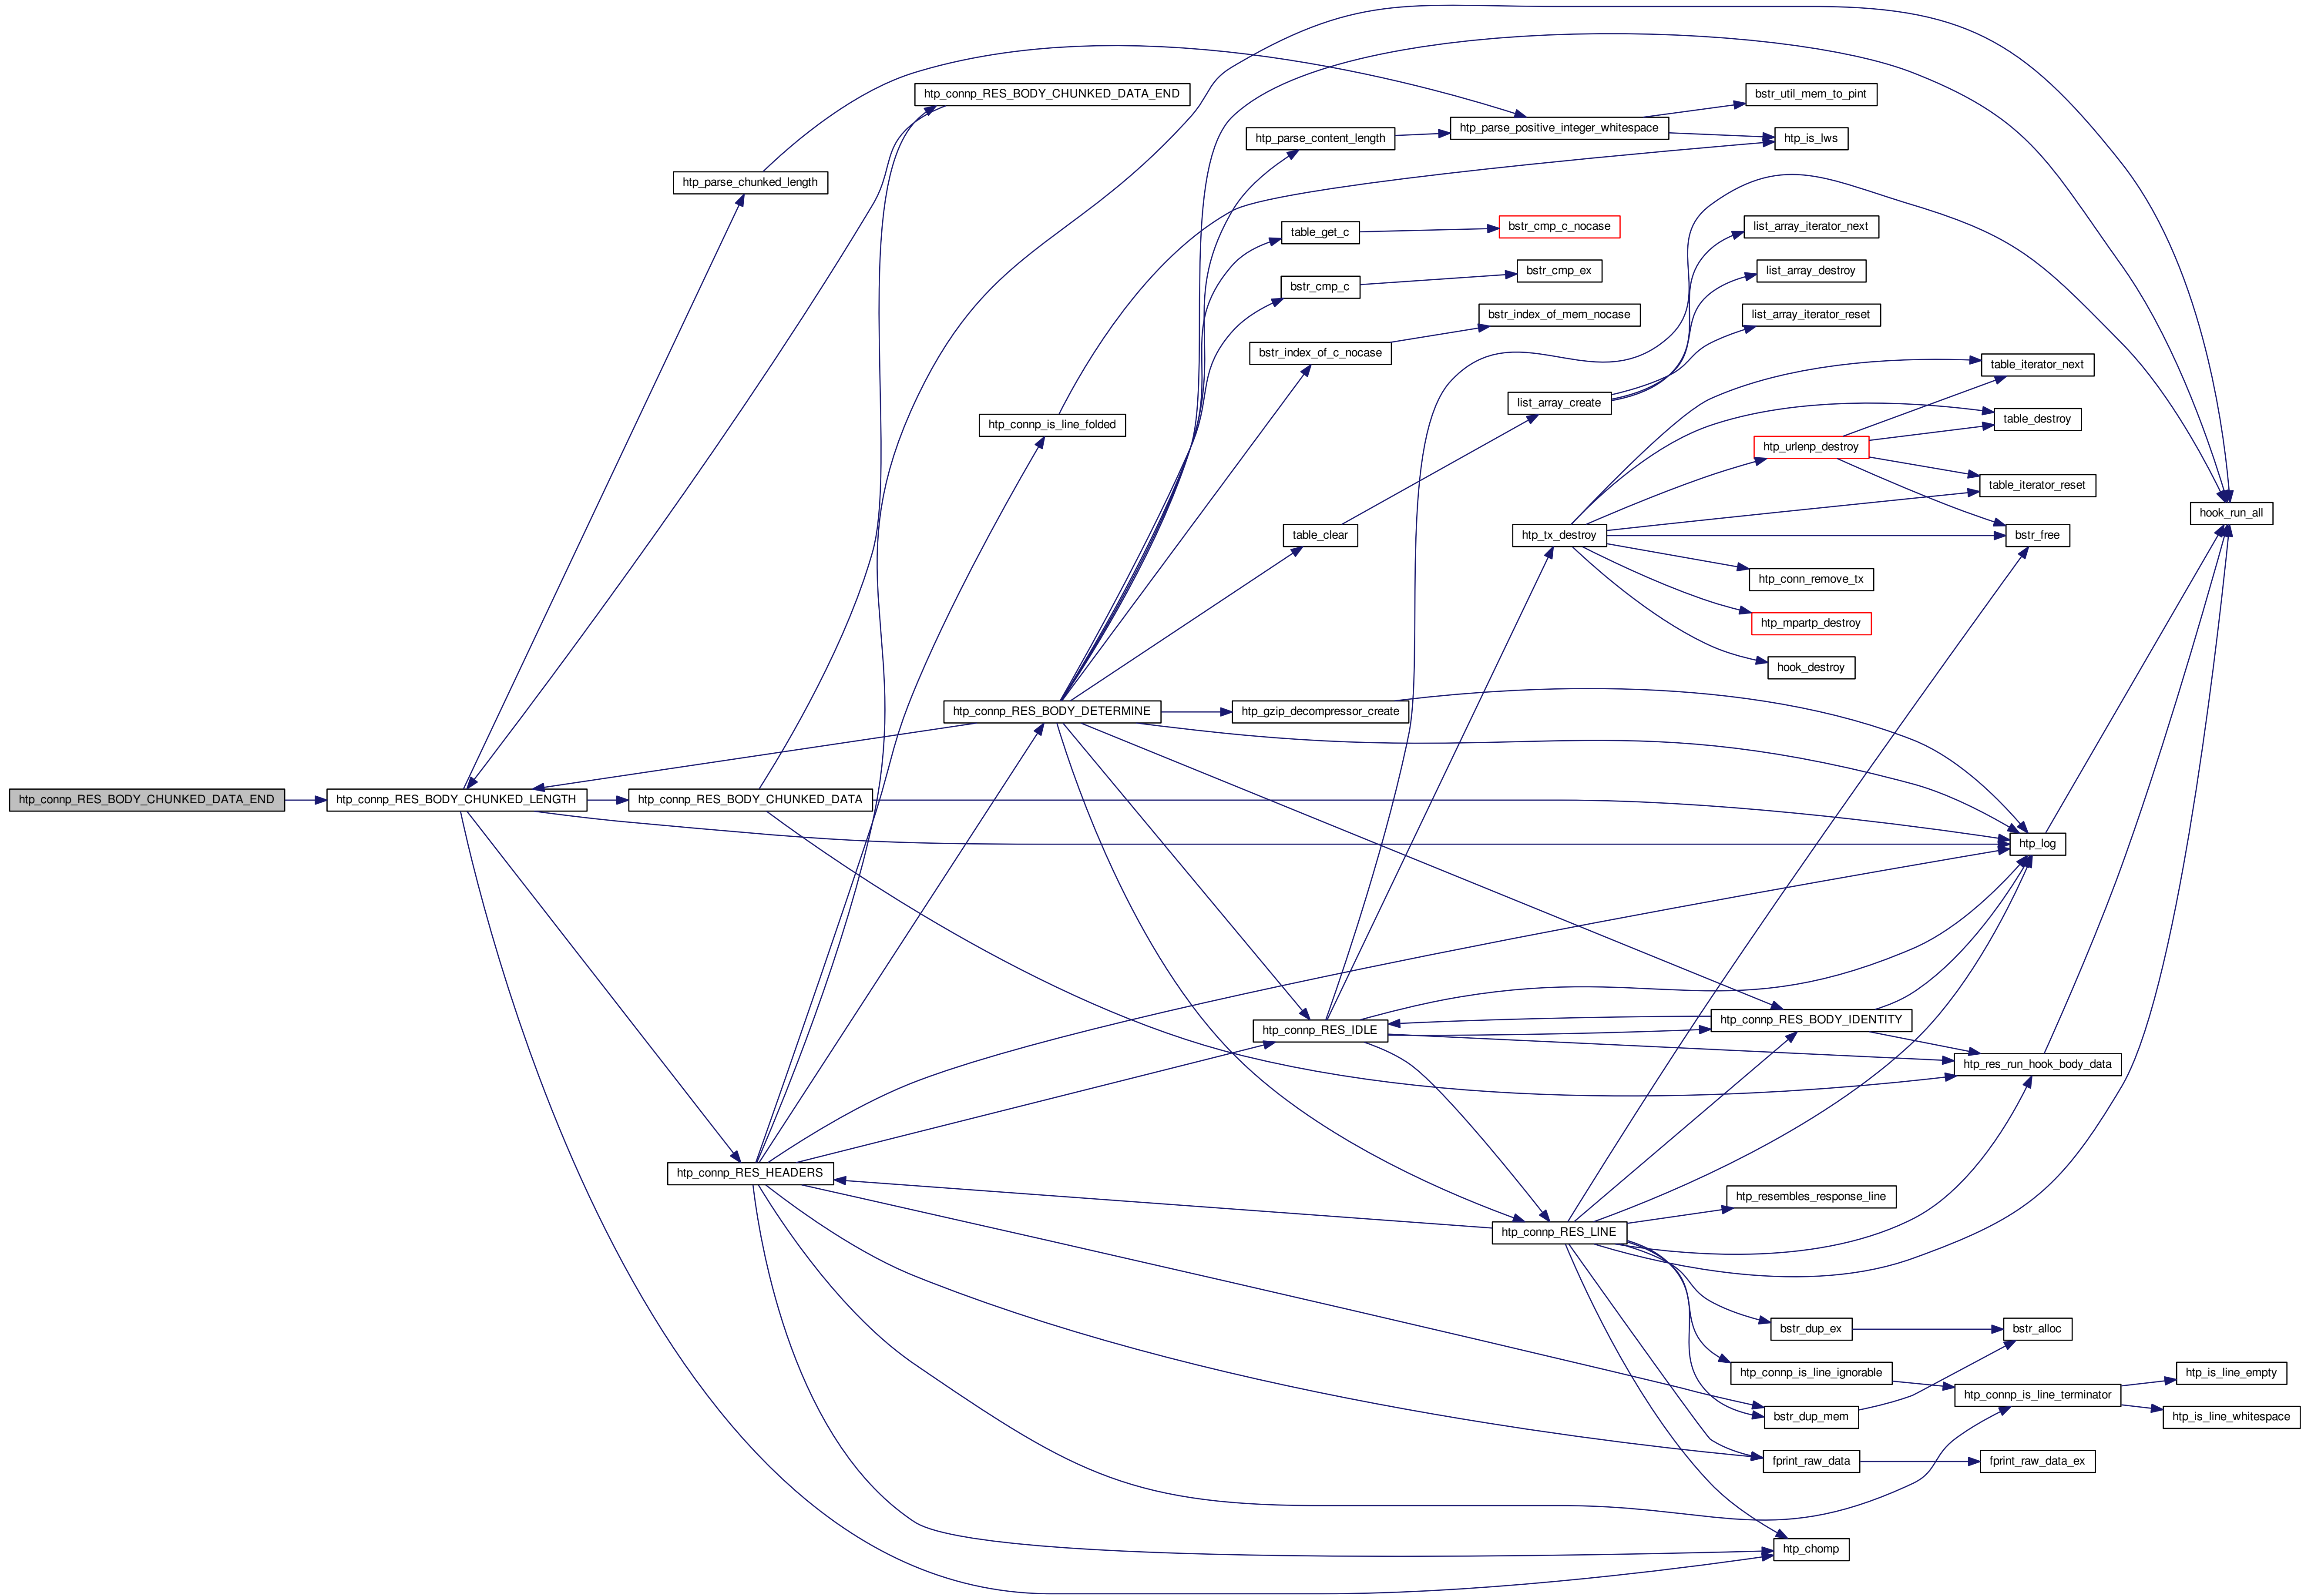 htp_connp_RES_BODY_CHUNKED_DATA_END
htp_connp_RES_BODY_CHUNKED_LENGTH
htp_parse_chunked_length
htp_connp_RES_BODY_CHUNKED_DATA
htp_connp_RES_HEADERS
htp_connp_RES_BODY_CHUNKED_DATA_END
htp_connp_is_line_folded
htp_connp_RES_BODY_DETERMINE
htp_parse_content_length
table_get_c
bstr_cmp_c
bstr_index_of_c_nocase
table_clear
htp_gzip_decompressor_create
htp_connp_RES_IDLE
htp_parse_positive_integer_whitespace
bstr_cmp_c_nocase
bstr_cmp_ex
bstr_index_of_mem_nocase
list_array_create
htp_tx_destroy
htp_connp_RES_LINE
bstr_util_mem_to_pint
htp_is_lws
list_array_iterator_next
list_array_destroy
list_array_iterator_reset
htp_urlenp_destroy
htp_conn_remove_tx
htp_mpartp_destroy
hook_destroy
htp_connp_RES_BODY_IDENTITY
htp_resembles_response_line
bstr_dup_ex
htp_connp_is_line_ignorable
bstr_dup_mem
fprint_raw_data
htp_chomp
table_iterator_next
table_destroy
table_iterator_reset
bstr_free
htp_log
htp_res_run_hook_body_data
bstr_alloc
htp_connp_is_line_terminator
fprint_raw_data_ex
hook_run_all
htp_is_line_empty
htp_is_line_whitespace